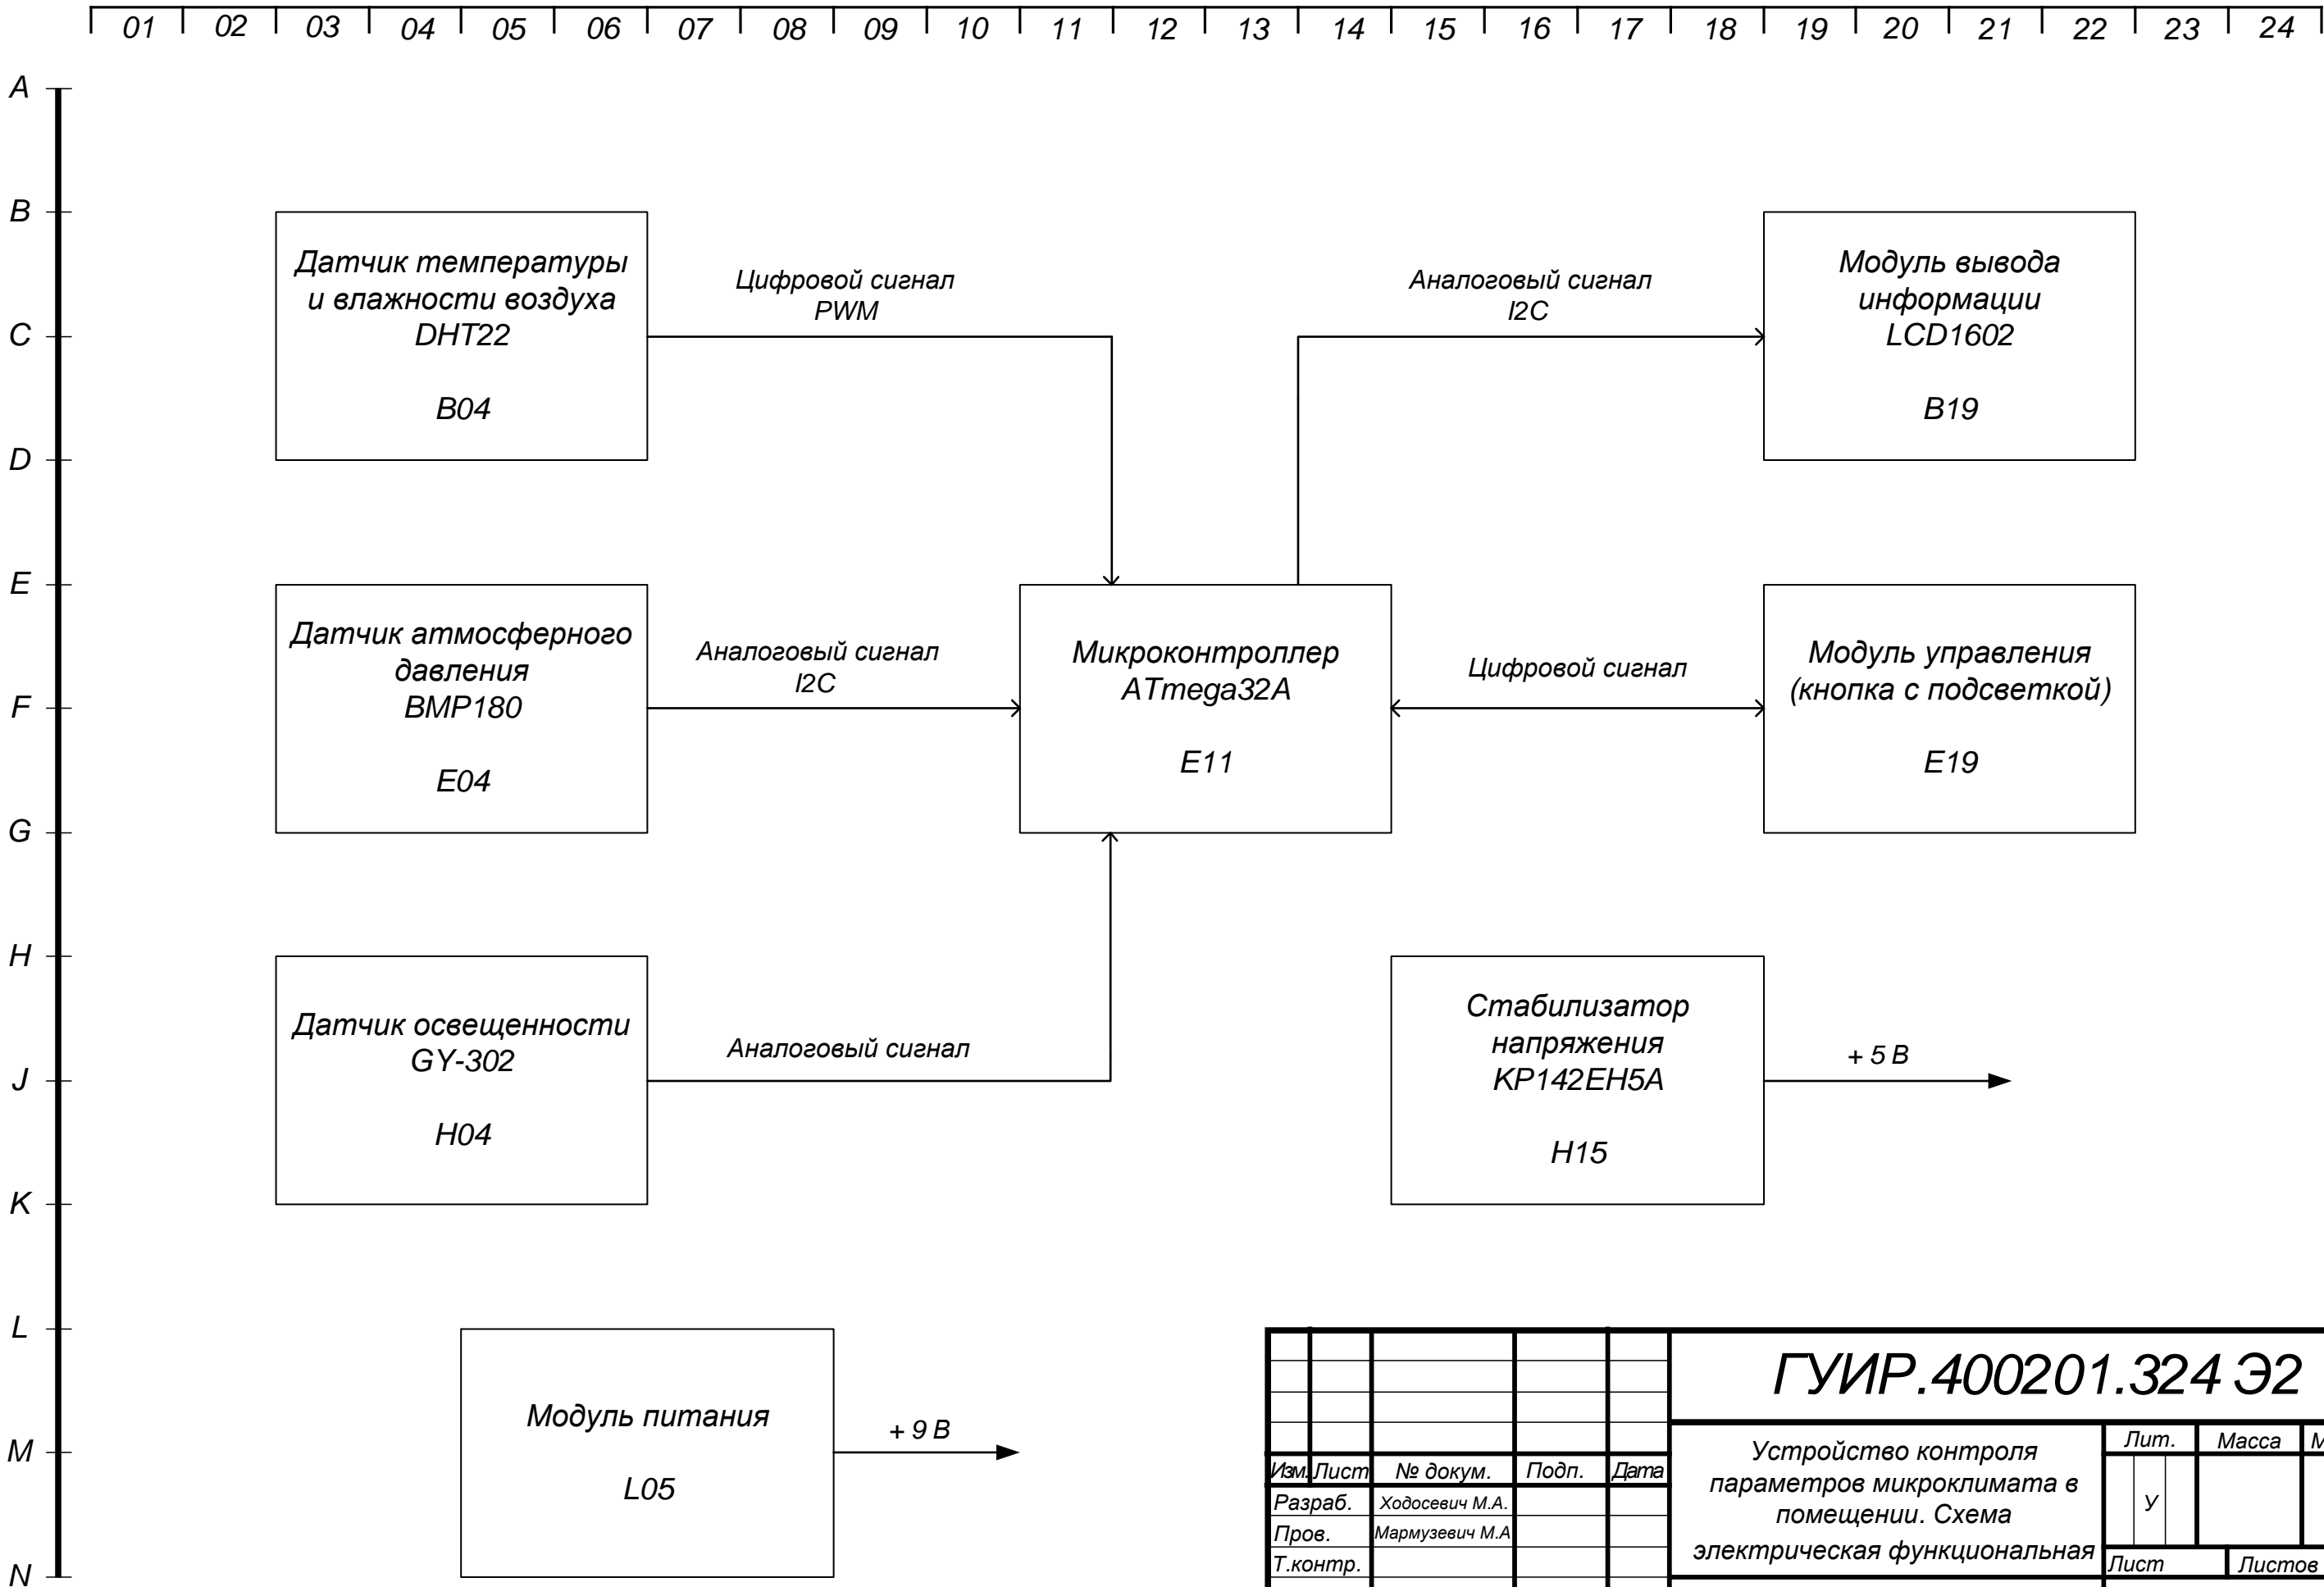 01 02 03 04 05 06 07 08 09 10 11 12 13 14 15 16 17 18 19 20 21 22 23 24
A
B
C
D
E
F
G
H
J
K
L
M
N
Датчик температуры
и влажности воздуха
DHT22
B04
Цифровой сигнал
PWM
Аналоговый сигнал
I2C
Модуль вывода
информации
LCD1602
B19
Датчик атмосферного
давления
BMP180
E04
Аналоговый сигнал
I2C
Микроконтроллер
ATmega32A
E11
Цифровой сигнал
Модуль управления
(кнопка с подсветкой)
E19
Датчик освещенности
GY-302
H04
Аналоговый сигнал
Стабилизатор
напряжения
КР142ЕН5А
H15
+ 5 В
Модуль питания
L05
+ 9 В
ГУИР.400201.324 Э2
Изм. Лист № докум. Подп. Дата
Разраб. Ходосевич М.А.
Пров. Мармузевич М.А
Т.контр.
Устройство контроля
параметров микроклимата в
помещении. Схема
электрическая функциональная
Лит. Масса
У
Лист Листов